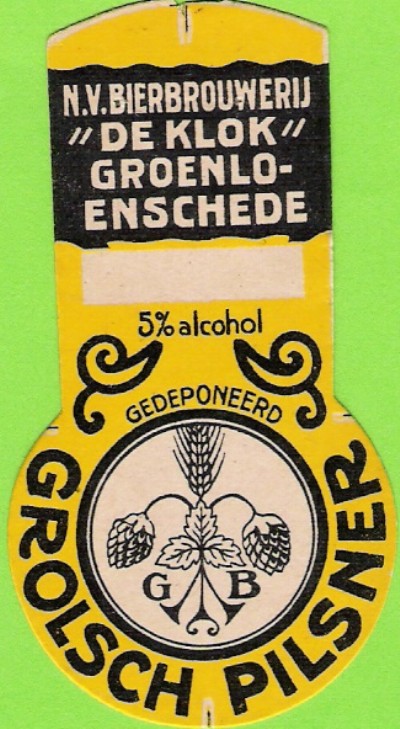 N.V. BIERBROUWERIJ
"DE KLOK"
GROENLO-
ENSCHEDE
5% alcohol
GEDEPONEERD
G B
GROLSCH PILSNER